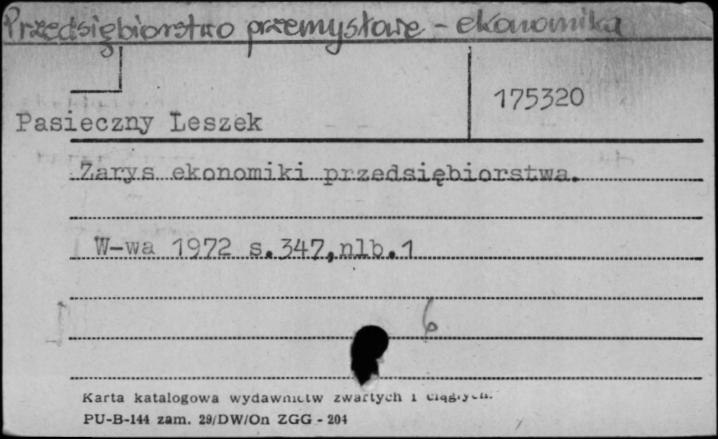 Przedsiębiorstwo przemysłowe - ekonomika
175320
Pasieczny Leszek
Zarys ekonomiki przedsiębiorstwa.
W-wa 1972 s.347,nlb.1
6
Karta katalogowa wydawnictw zwartych i ciągłych.
PU-B-144 zam. 29/DW/On ZGG - 204